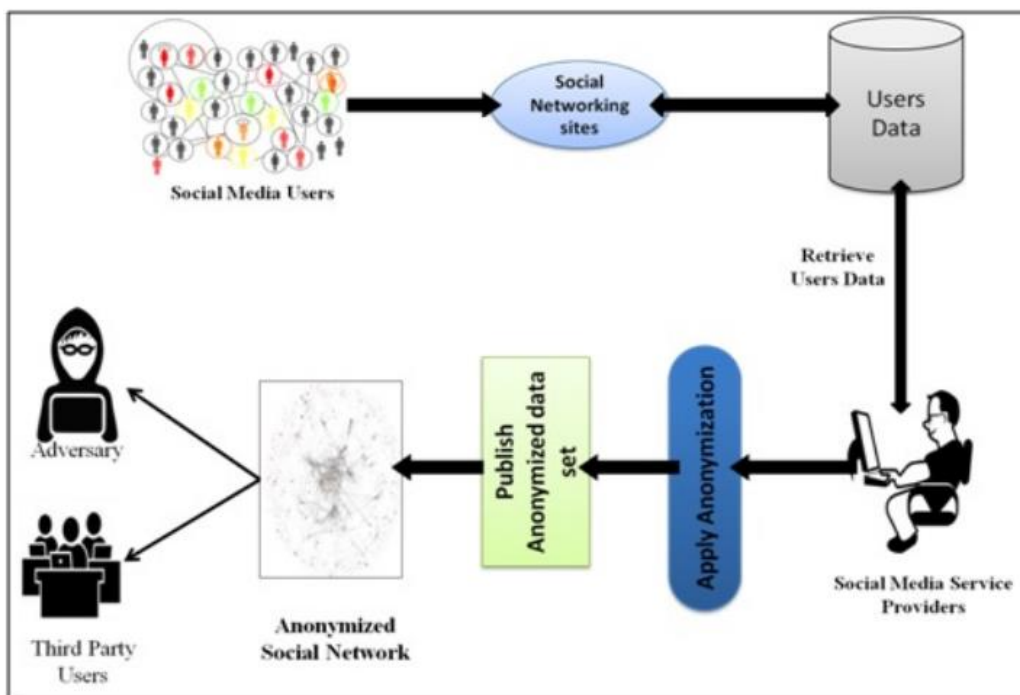 Social Media Users
Social
Networking
sites
Users
Data
Retrieve
Users Data
Social Media Service
Providers
Apply Anonymization
Publish
Anonymized data
set
Anonymized
Social Network
Adversary
Third Party
Users